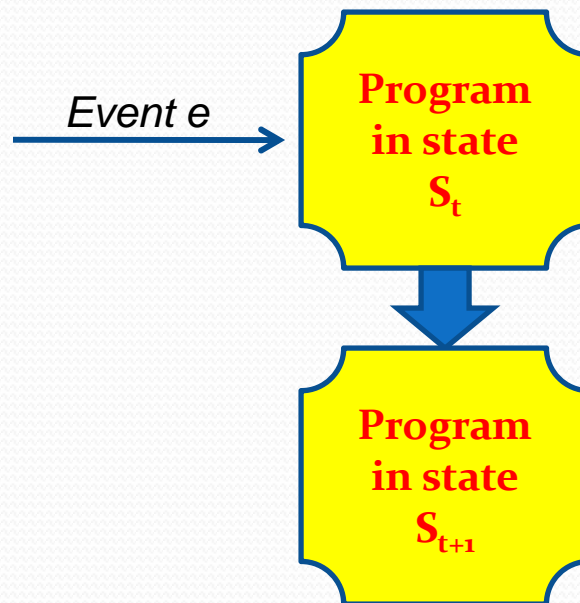 Event e
Program
in state
Sₜ
Program
in state
Sₜ₊₁